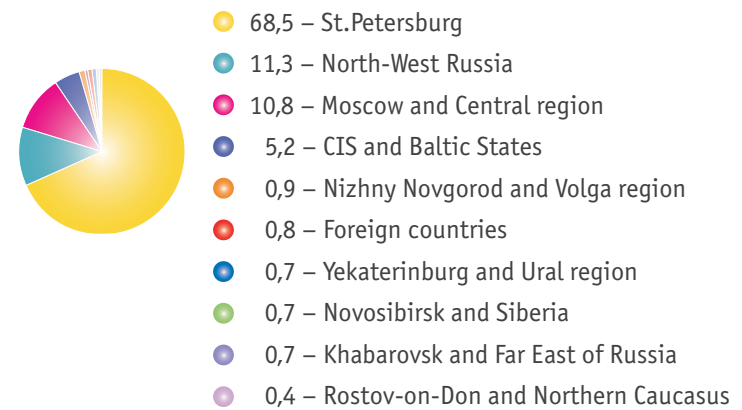 68,5 – St.Petersburg
11,3 – North-West Russia
10,8 – Moscow and Central region
5,2 – CIS and Baltic States
0,9 – Nizhny Novgorod and Volga region
0,8 – Foreign countries
0,7 – Yekaterinburg and Ural region
0,7 – Novosibirsk and Siberia
0,7 – Khabarovsk and Far East of Russia
0,4 – Rostov-on-Don and Northern Caucasus